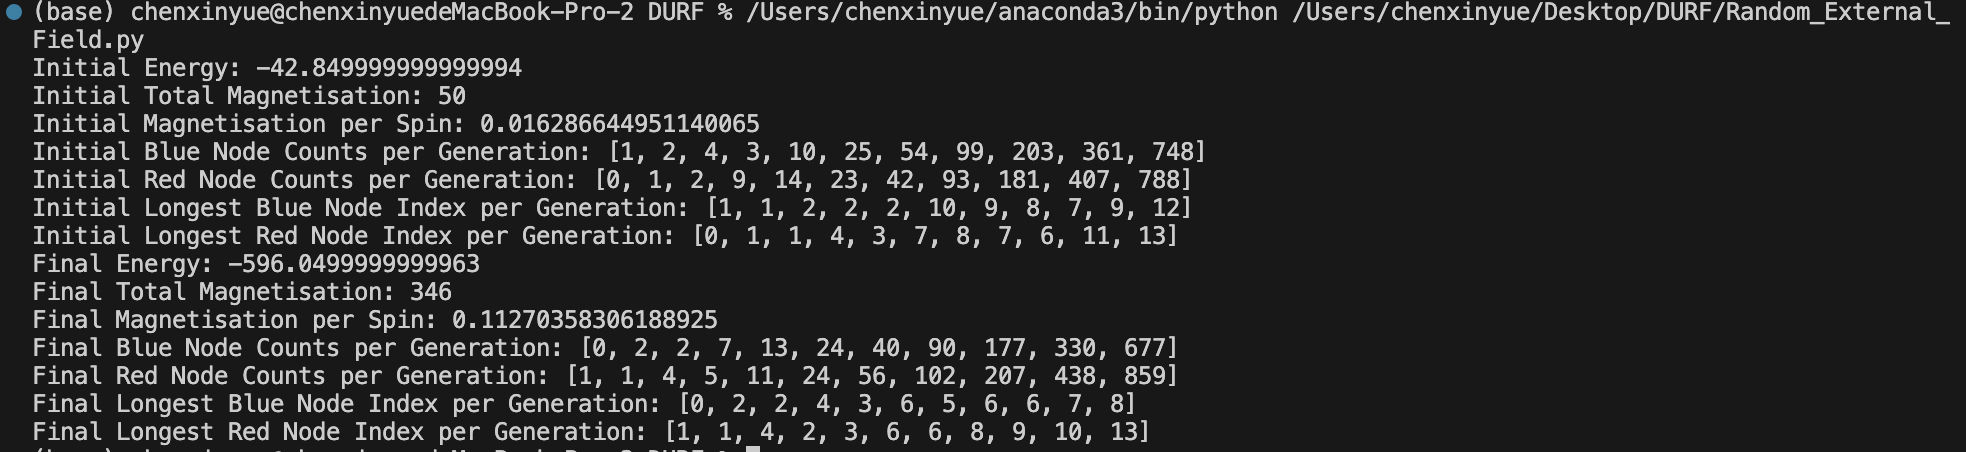 (base) chenxinyue@chenxinyuedeMacBook-Pro-2 DURF % /Users/chenxinyue/anaconda3/bin/python /Users/chenxinyue/Desktop/DURF/Random_External_
Field.py
Initial Energy: -42.849999999999994
Initial Total Magnetisation: 50
Initial Magnetisation per Spin: 0.016286644951140065
Initial Blue Node Counts per Generation: [1, 2, 4, 3, 10, 25, 54, 99, 203, 361, 748]
Initial Red Node Counts per Generation: [0, 1, 2, 9, 14, 23, 42, 93, 181, 407, 788]
Initial Longest Blue Node Index per Generation: [1, 1, 2, 2, 2, 10, 9, 8, 7, 9, 12]
Initial Longest Red Node Index per Generation: [0, 1, 1, 4, 3, 7, 8, 7, 6, 11, 13]
Final Energy: -596.0499999999963
Final Total Magnetisation: 346
Final Magnetisation per Spin: 0.11270358306188925
Final Blue Node Counts per Generation: [0, 2, 2, 7, 13, 24, 40, 90, 177, 330, 677]
Final Red Node Counts per Generation: [1, 1, 4, 5, 11, 24, 56, 102, 207, 438, 859]
Final Longest Blue Node Index per Generation: [0, 2, 2, 4, 3, 6, 5, 6, 6, 7, 8]
Final Longest Red Node Index per Generation: [1, 1, 4, 2, 3, 6, 6, 8, 9, 10, 13]